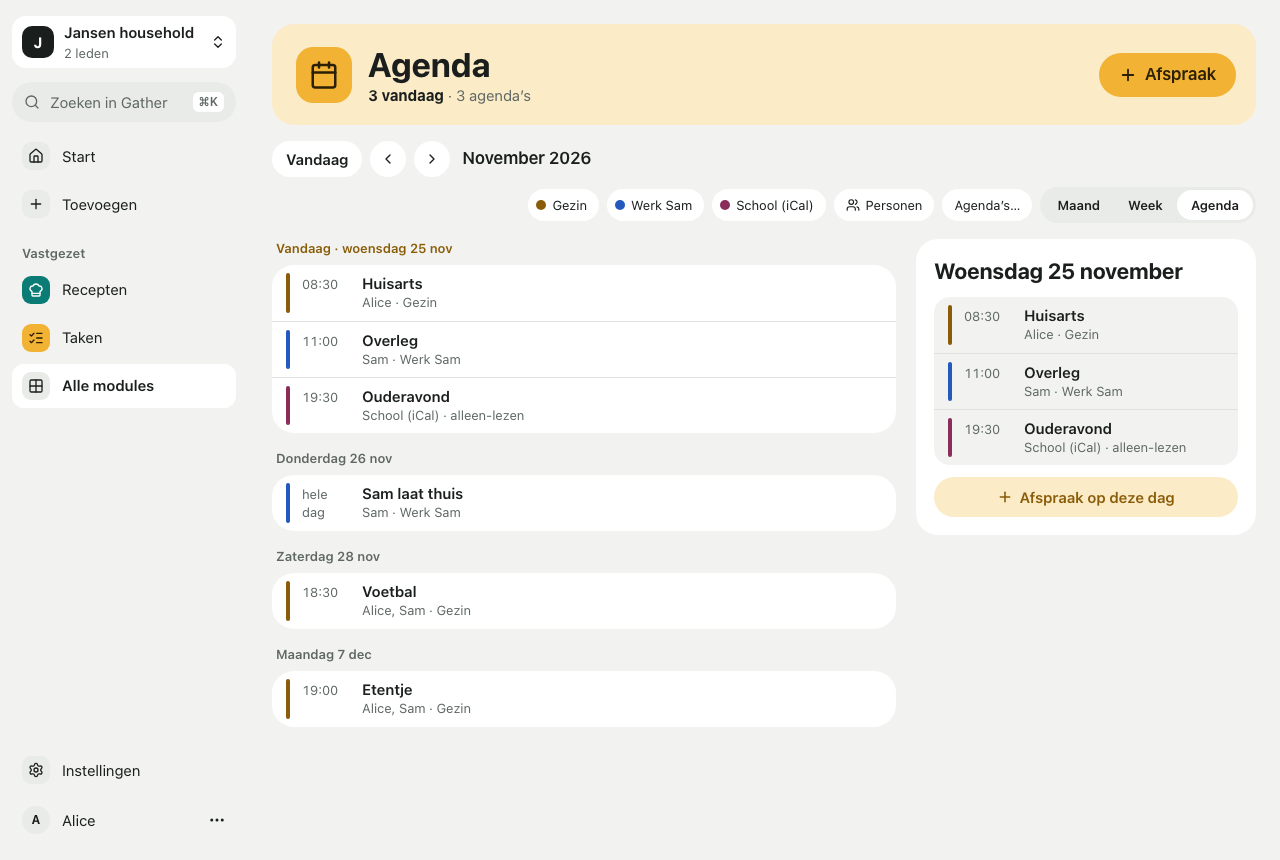 J
Jansen household
2 leden
Zoeken in Gather
⌘K
Start
Toevoegen
Vastgezet
Recepten
Taken
Alle modules
Instellingen
A
Alice
Agenda
3 vandaag · 3 agenda's
Afspraak
Vandaag
November 2026
Gezin
Werk Sam
School (iCal)
Personen
Agenda's...
Maand
Week
Agenda
Vandaag · woensdag 25 nov
08:30
Huisarts
Alice · Gezin
11:00
Overleg
Sam · Werk Sam
19:30
Ouderavond
School (iCal) · alleen-lezen
Donderdag 26 nov
hele
dag
Sam laat thuis
Sam · Werk Sam
Zaterdag 28 nov
18:30
Voetbal
Alice, Sam · Gezin
Maandag 7 dec
19:00
Etentje
Alice, Sam · Gezin
Woensdag 25 november
08:30
Huisarts
Alice · Gezin
11:00
Overleg
Sam · Werk Sam
19:30
Ouderavond
School (iCal) · alleen-lezen
Afspraak op deze dag